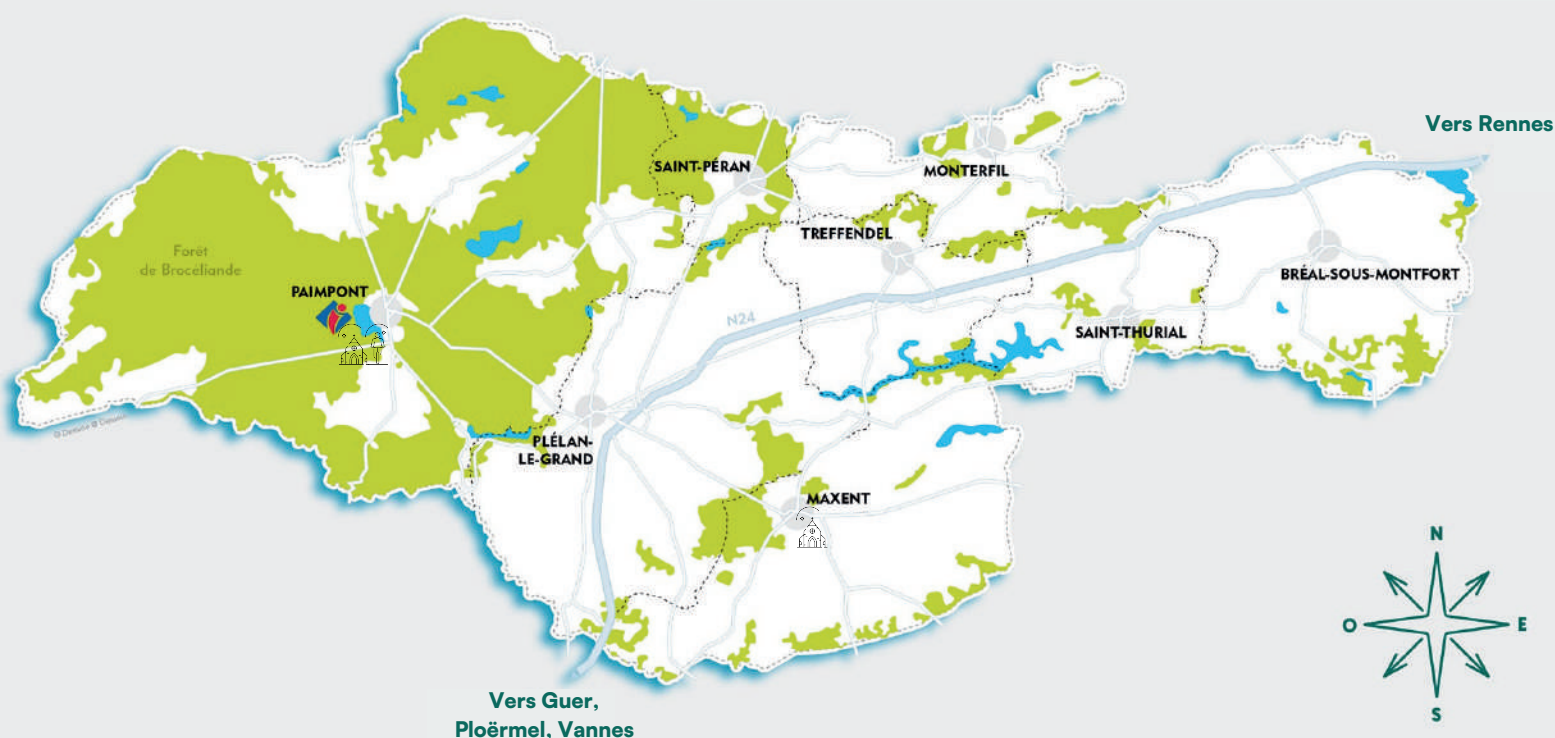 Vers Rennes
SAINT-PÉRAN
MONTERFIL
TREFFENDEL
Forêt
de Brocéliande
BRÉAL-SOUS-MONTFORT
PAIMPONT
N24
SAINT-THURIAL
PLÉLAN-
LE-GRAND
MAXENT
N
O
E
S
Vers Guer,
Ploërmel, Vannes